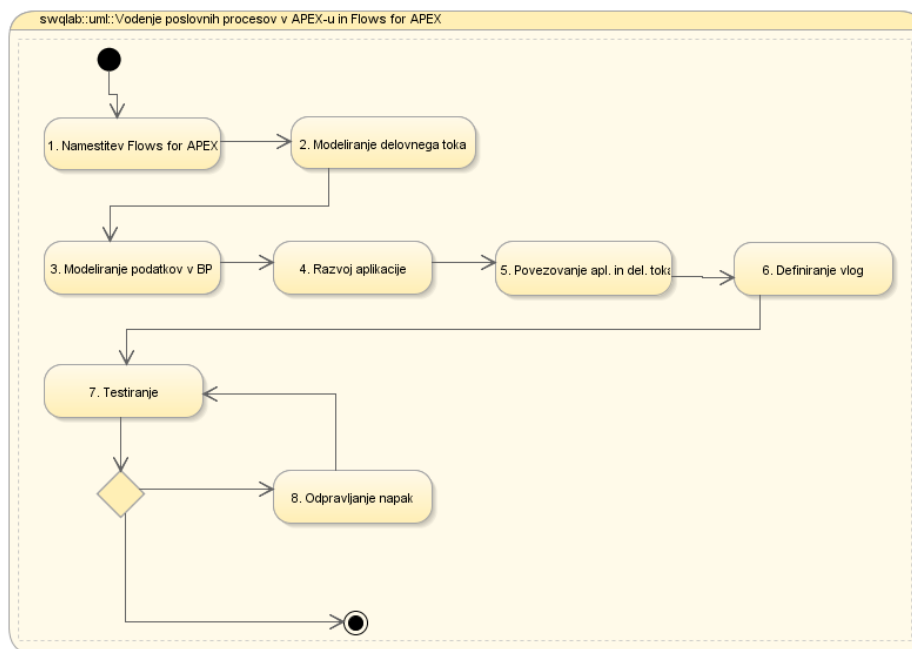 swqlab::uml::Vodenje poslovnih procesov v APEX-u in Flows for APEX
1. Namestitev Flows for APEX
2. Modeliranje delovnega toka
3. Modeliranje podatkov v BP
4. Razvoj aplikacije
5. Povezovanje apl. in del. toka
6. Definiranje vlog
7. Testiranje
8. Odpravljanje napak